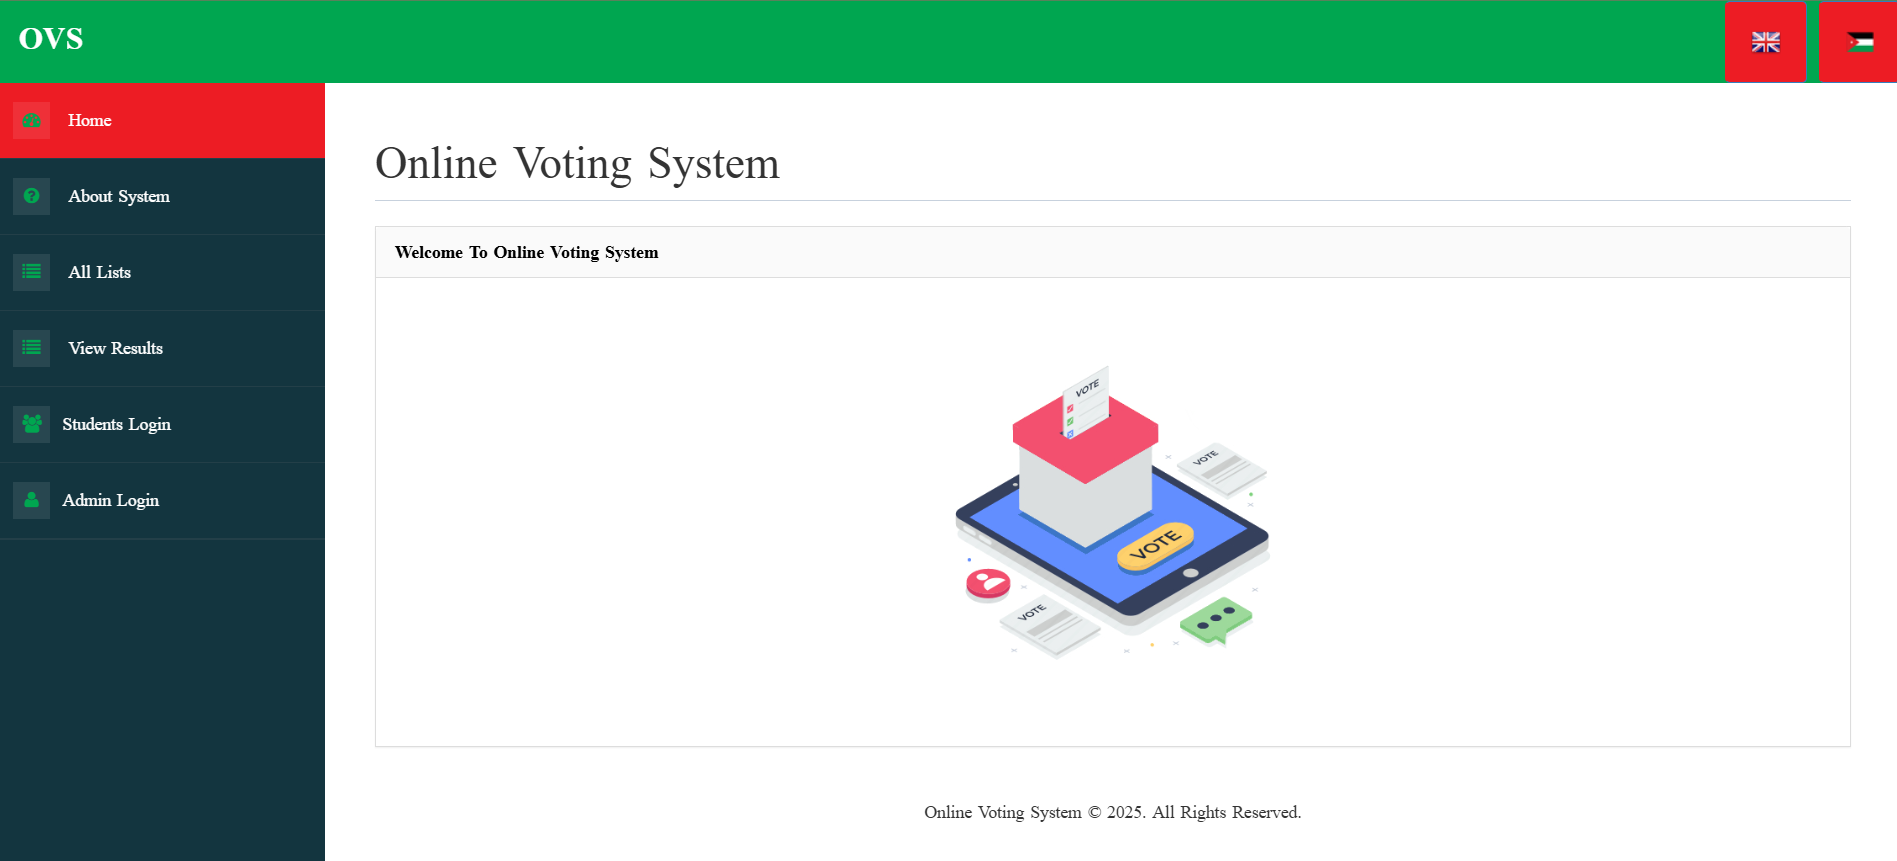 OVS
Home
About System
All Lists
View Results
Students Login
Admin Login
Online Voting System
Welcome To Online Voting System
VOTE
VOTE
VOTE
VOTE
Online Voting System © 2025. All Rights Reserved.